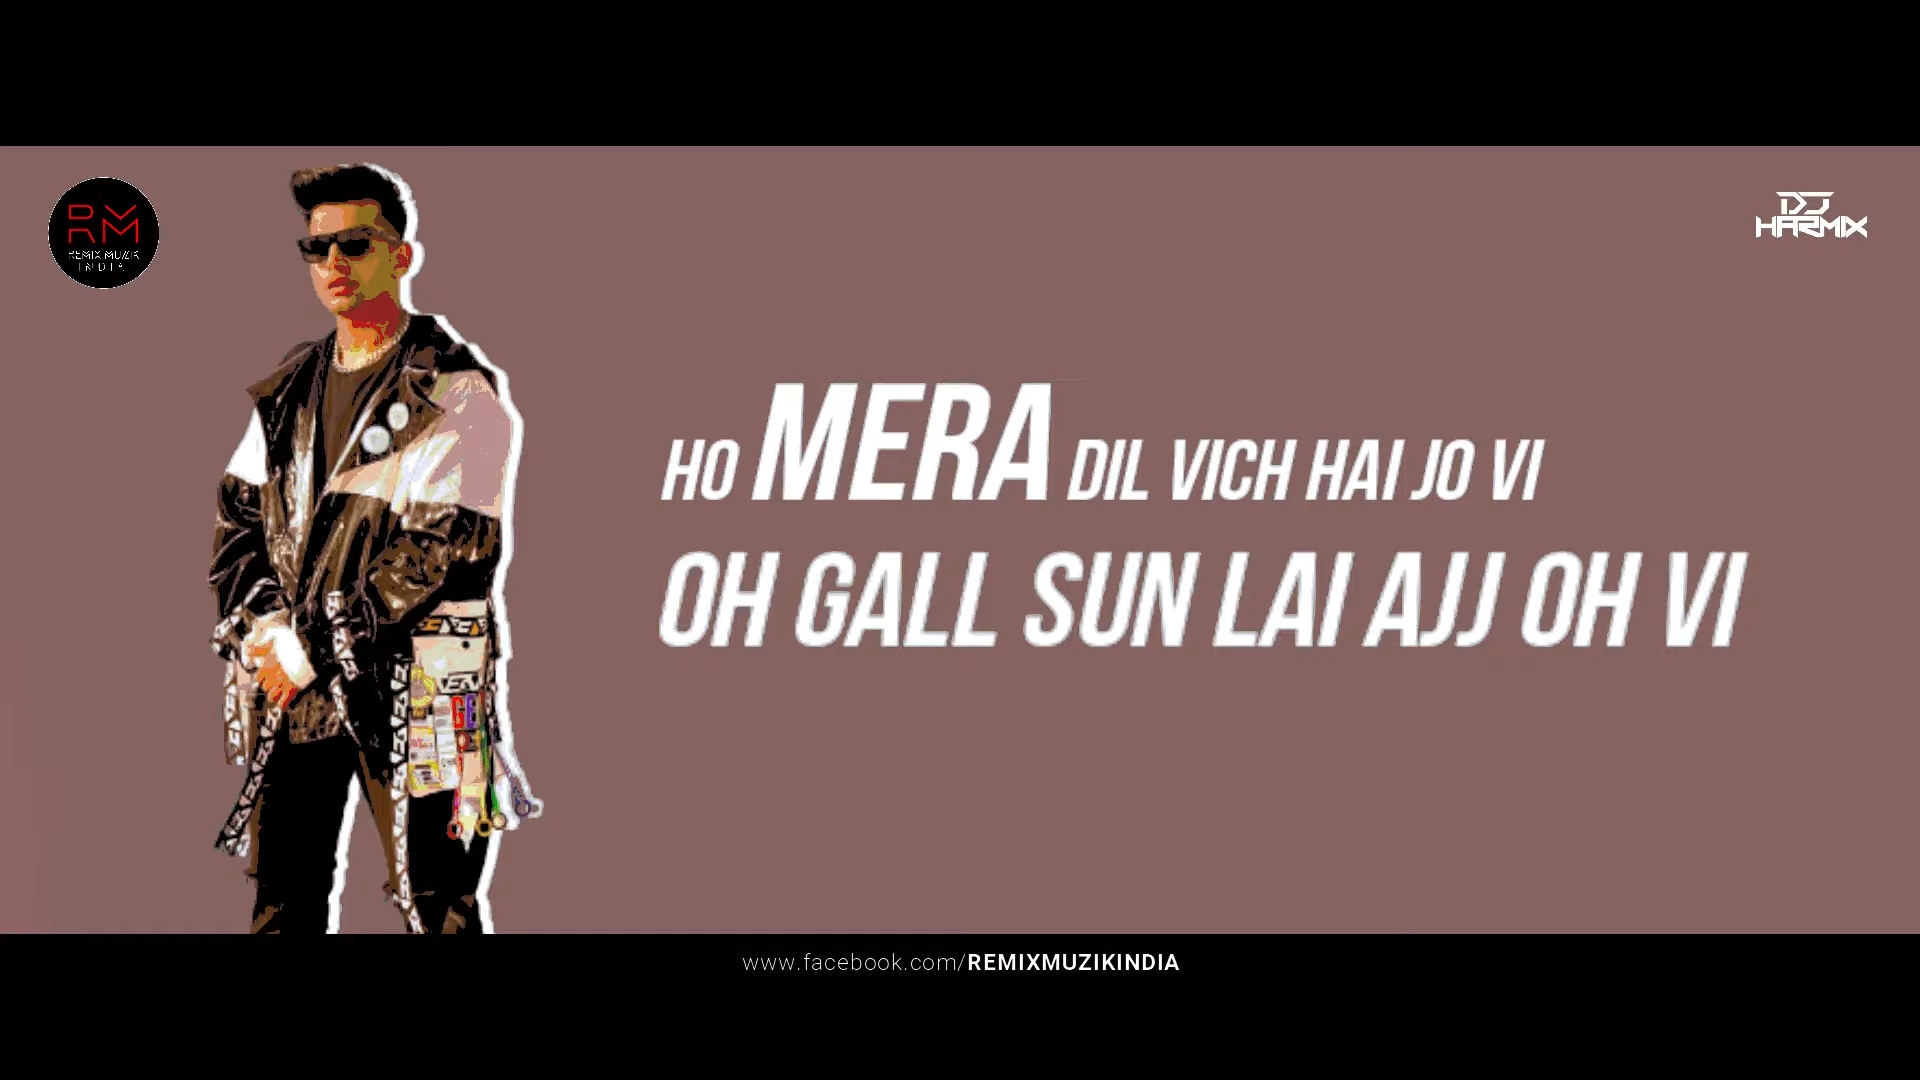 RM
REMIX MUZIK
INDIA
DJ
HARMIX
HO MERA DIL VICH HAI JO VI
OH GALL SUN LAI AJJ OH VI
GE
www.facebook.com/REMIXMUZIKINDIA